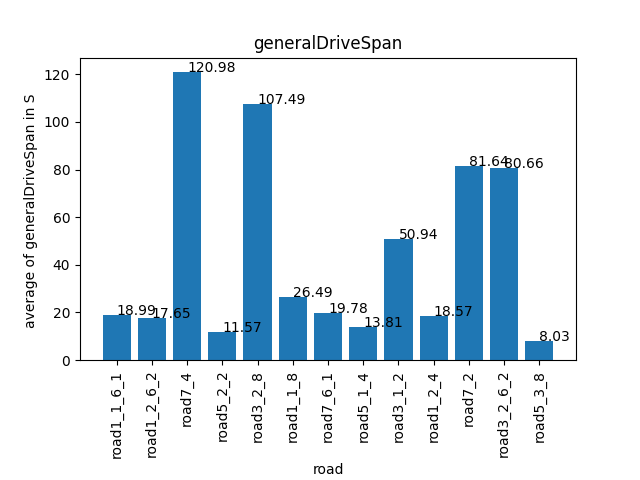 generalDriveSpan
average of generalDriveSpan in S
120
100
80
60
40
20
0
120.98
107.49
81.64
80.66
50.94
26.49
19.78
18.99
18.57
17.65
13.81
11.57
8.03
road1_1_6_1
road1_2_6_2
road7_4
road5_2_2
road3_2_8
road1_1_8
road7_6_1
road5_1_4
road3_1_2
road1_2_4
road7_2
road3_2_6_2
road5_3_8
road